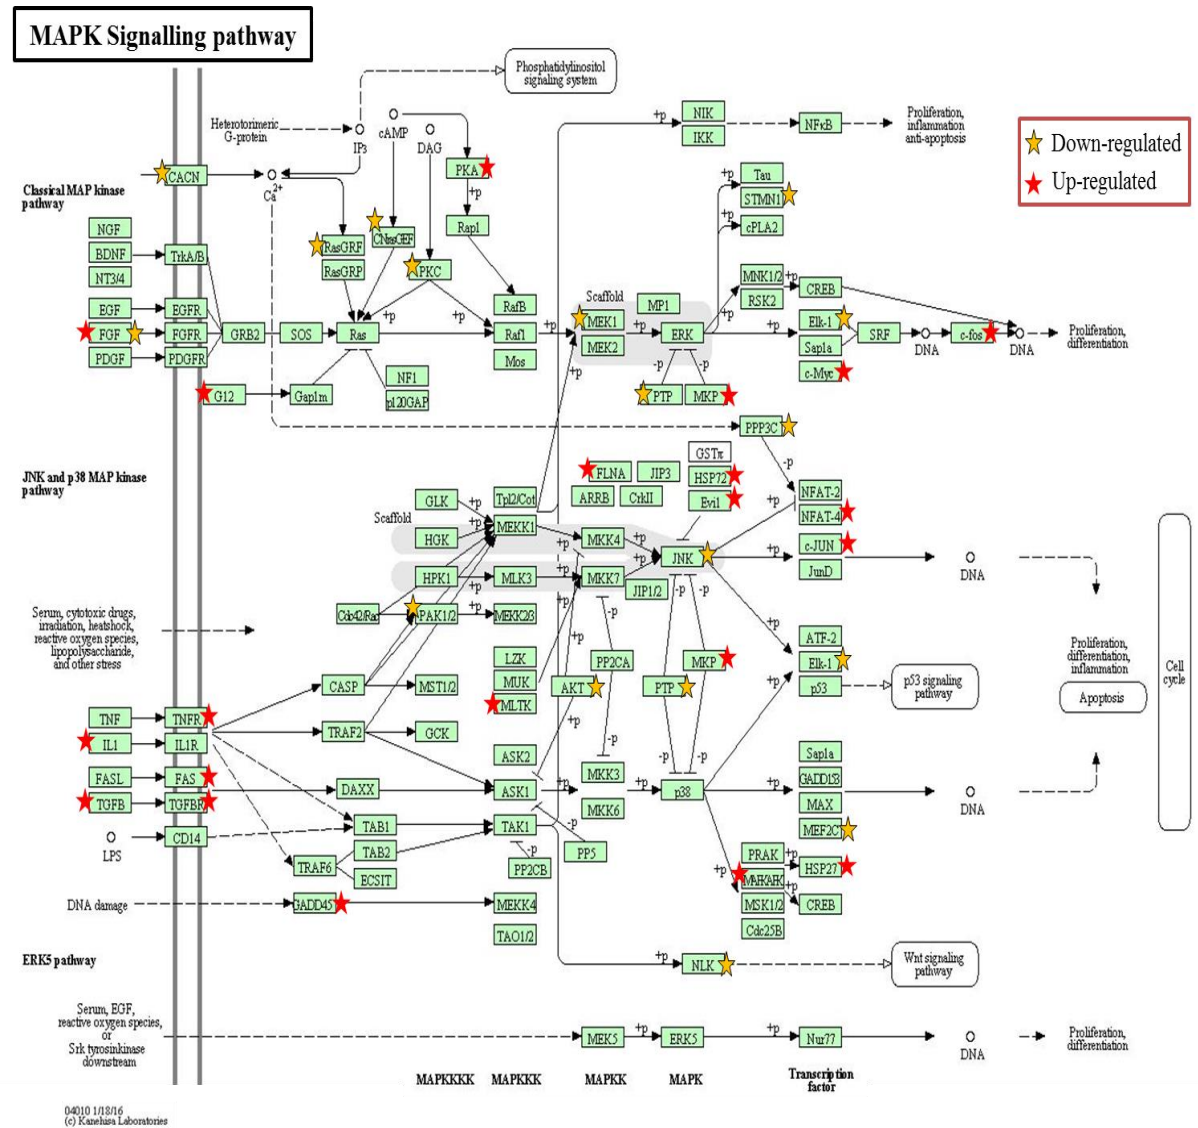 MAPK Signalling pathway
Phosphatidylinositol
signaling system
Heterotorimeric
G-protein
IP3
cAMP
DAG
Ca2+
CACN
PKA
+p
Rap1
NIK
IKK
+p
NFκB
Proliferation,
inflammation
anti-apoptosis
Down-regulated
Up-regulated
Classical MAP kinase
pathway
NGF
BDNF
NT3/4
TrkA/B
EGF
EGFR
FGF
FGFR
PDGF
PDGFR
GRB2
SOS
RasGRF
RasGRP
CNrasGEF
PKC
Ras
+p
+p
RafB
Raf1
Mos
+p
+p
G12
Gap1m
NF1
p120GAP
Scaffold
MP1
MEK1
MEK2
+p
ERK
+p
+p
+p
+p
-p
-p
PTP
MKP
Tau
STMN1
cPLA2
MNK1/2
RSK2
+p
CREB
Elk-1
Sap1a
c-Myc
SRF
DNA
c-fos
DNA
Proliferation,
differentiation
PPP3C
-p
JNK and p38 MAP kinase
pathway
GSTπ
FLNA
JIP3
HSP72
ARRB
CrkII
Evi1
NFAT-2
NFAT-4
+p
c-JUN
JunD
+p
DNA
Scaffold
GLK
HGK
+p
+p
+p
Tpl2/Cot
MEKK1
MKK4
+p
JNK
HPK1
MLK3
+p
+p
MKK7
+p
JIP1/2
Cdc42/Rac
PAK1/2
+p
MEKK2/3
+p
-p
-p
-p
+p
+p
Serum, cytotoxic drugs,
irradiation, heatshock,
reactive oxygen species,
lipopolysaccharide,
and other stress
LZK
MUK
MLTK
PP2CA
MKP
AKT
PTP
ATF-2
Elk-1
p53
+p
p53 signaling
pathway
Proliferation,
differentiation,
inflammation
Apoptosis
Cell
cycle
CASP
MST1/2
TNF
TNFR
TRAF2
GCK
IL1
IL1R
FASL
FAS
TGFB
TGFBR
DAXX
ASK2
ASK1
+p
+p
-p
MKK3
MKK6
+p
-p
-p
p38
+p
Sap1a
GADD153
MAX
MEF2C
DNA
LPS
CD14
TAB1
TAB2
ECSIT
TRAF6
TAK1
-p
-p
PP5
PP2CB
+p
PRAK
MAPKAPK
MSK1/2
Cdc25B
+p
+p
HSP27
CREB
DNA damage
GADD45
MEKK4
TAO1/2
ERK5 pathway
+p
NLK
Wnt signaling
pathway
Serum, EGF,
reactive oxygen species,
or
Srk tyrosinkinase
downstream
MEK5
+p
ERK5
+p
Nur77
DNA
Proliferation,
differentiation
MAPKKKK
MAPKKK
MAPKK
MAPK
Transcription
factor
04010 1/18/16
(c) Kanehisa Laboratories